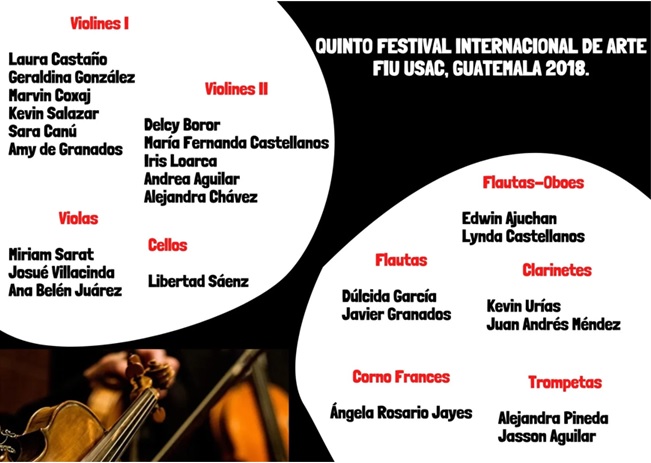 Violines I
Laura Castaño
Geraldina González
Marvin Coxaj
Kevin Salazar
Sara Canú
Amy de Granados
Violines II
Delcy Boror
María Fernanda Castellanos
Iris Loarca
Andrea Aguilar
Alejandra Chávez
Violas
Miriam Sarat
Josué Villacinda
Ana Belén Juárez
Cellos
Libertad Sáenz
QUINTO FESTIVAL INTERNACIONAL DE ARTE
FIU USAC, GUATEMALA 2018.
Flautas-Oboes
Edwin Ajuchan
Lynda Castellanos
Flautas
Dúlcida García
Javier Granados
Clarinetes
Kevin Urías
Juan Andrés Méndez
Corno Frances
Ángela Rosario Jayes
Trompetas
Alejandra Pineda
Jasson Aguilar